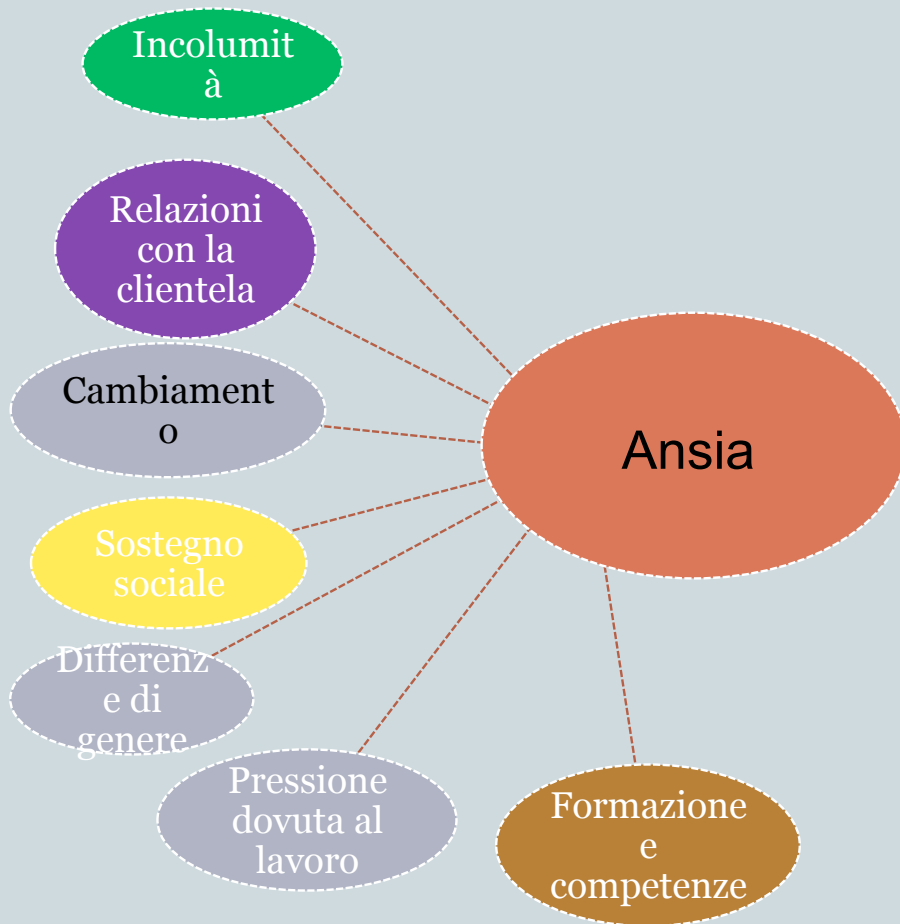 Incolumit
à
Relazioni
con la
clientela
Cambiament
o
Ansia
Sostegno
sociale
Differenz
e di
genere
Pressione
dovuta al
lavoro
Formazione
e
competenze